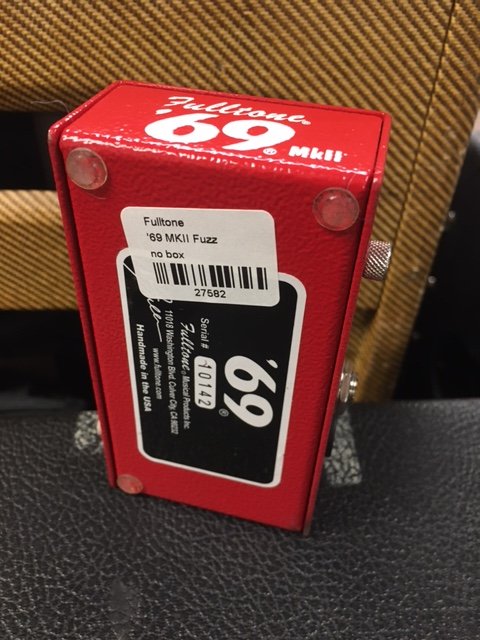 Fulltone®
'69® MkII
Fulltone
'69 MKII Fuzz
no box
27582
'69®
Serial # 10142
Fulltone® Musical Products Inc.
11018 Washington Blvd. Culver City, CA 90232
www.fulltone.com
Handmade in the USA